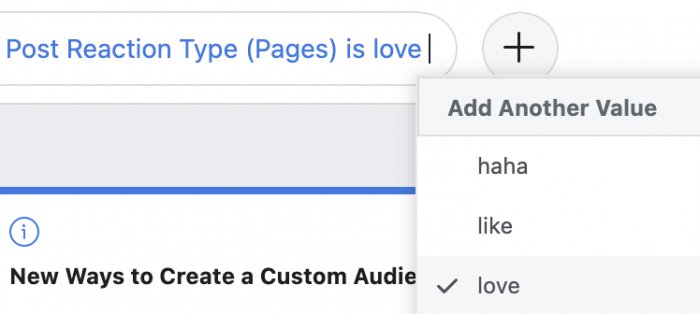 Post Reaction Type (Pages) is love
Add Another Value
haha
like
New Ways to Create a Custom Audie
love